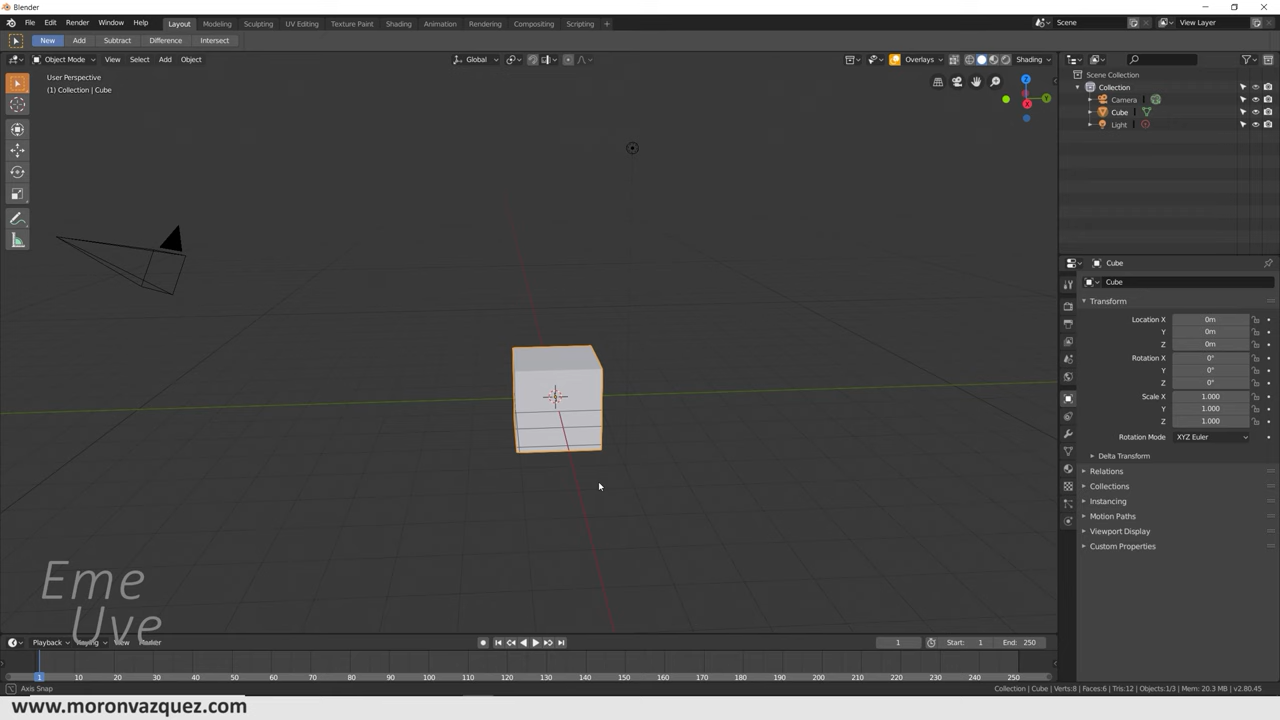 Blender
File Edit Render Window Help Layout Modeling Sculpting UV Editing Texture Paint Shading Animation Rendering Compositing Scripting Scene View Layer
New Add Subtract Difference Intersect
Object Mode View Select Add Object Global Overlays Shading
User Perspective
(1) Collection | Cube
Z
Y
X
Scene Collection
Collection
Camera
Cube
Light
Cube
Cube
Transform
Location X 0m
Y 0m
Z 0m
Rotation X 0°
Y 0°
Z 0°
Scale X 1.000
Y 1.000
Z 1.000
Rotation Mode XYZ Euler
Delta Transform
Relations
Collections
Instancing
Motion Paths
Viewport Display
Custom Properties
Eme
Uve
Playback Keying View Marker 1 Start: 1 End: 250
1 10 20 30 40 50 60 70 80 90 100 110 120 130 140 150 160 170 180 190 200 210 220 230 240 250
Axis Snap Collection | Cube | Verts:8 | Faces:6 | Tris:12 | Objects:1/3 | Mem: 20.3 MB | v2.80.45
www.moronvazquez.com